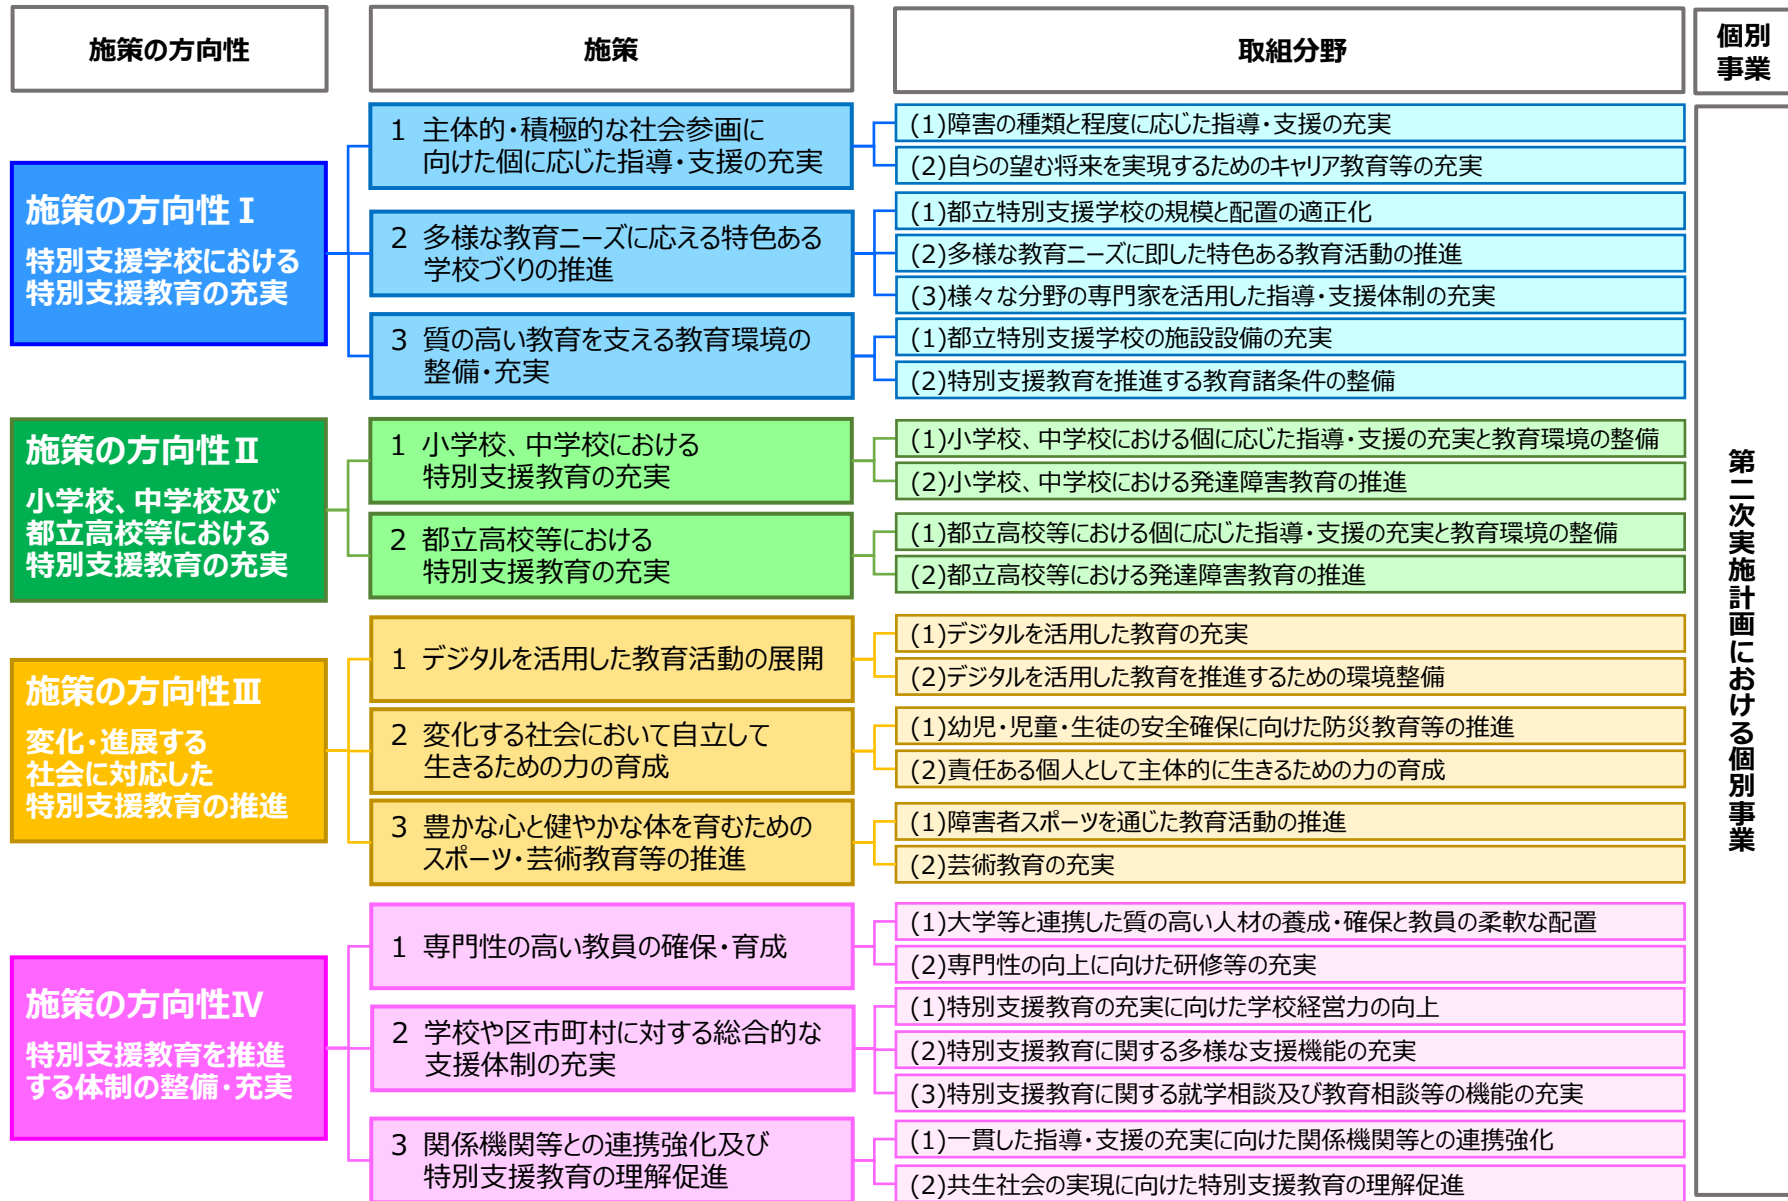 施策の方向性
施策
取組分野
個別
事業
施策の方向性Ⅰ
特別支援学校における
特別支援教育の充実
1 主体的・積極的な社会参画に
向けた個に応じた指導・支援の充実
(1)障害の種類と程度に応じた指導・支援の充実
(2)自らの望む将来を実現するためのキャリア教育等の充実
2 多様な教育ニーズに応える特色ある
学校づくりの推進
(1)都立特別支援学校の規模と配置の適正化
(2)多様な教育ニーズに即した特色ある教育活動の推進
(3)様々な分野の専門家を活用した指導・支援体制の充実
3 質の高い教育を支える教育環境の
整備・充実
(1)都立特別支援学校の施設設備の充実
(2)特別支援教育を推進する教育諸条件の整備
施策の方向性Ⅱ
小学校、中学校及び
都立高校等における
特別支援教育の充実
1 小学校、中学校における
特別支援教育の充実
(1)小学校、中学校における個に応じた指導・支援の充実と教育環境の整備
(2)小学校、中学校における発達障害教育の推進
2 都立高校等における
特別支援教育の充実
(1)都立高校等における個に応じた指導・支援の充実と教育環境の整備
(2)都立高校等における発達障害教育の推進
施策の方向性Ⅲ
変化・進展する
社会に対応した
特別支援教育の推進
1 デジタルを活用した教育活動の展開
(1)デジタルを活用した教育の充実
(2)デジタルを活用した教育を推進するための環境整備
2 変化する社会において自立して
生きるための力の育成
(1)幼児・児童・生徒の安全確保に向けた防災教育等の推進
(2)責任ある個人として主体的に生きるための力の育成
3 豊かな心と健やかな体を育むための
スポーツ・芸術教育等の推進
(1)障害者スポーツを通じた教育活動の推進
(2)芸術教育の充実
施策の方向性Ⅳ
特別支援教育を推進
する体制の整備・充実
1 専門性の高い教員の確保・育成
(1)大学等と連携した質の高い人材の養成・確保と教員の柔軟な配置
(2)専門性の向上に向けた研修等の充実
2 学校や区市町村に対する総合的な
支援体制の充実
(1)特別支援教育の充実に向けた学校経営力の向上
(2)特別支援教育に関する多様な支援機能の充実
(3)特別支援教育に関する就学相談及び教育相談等の機能の充実
3 関係機関等との連携強化及び
特別支援教育の理解促進
(1)一貫した指導・支援の充実に向けた関係機関等との連携強化
(2)共生社会の実現に向けた特別支援教育の理解促進
第二次実施計画における個別事業